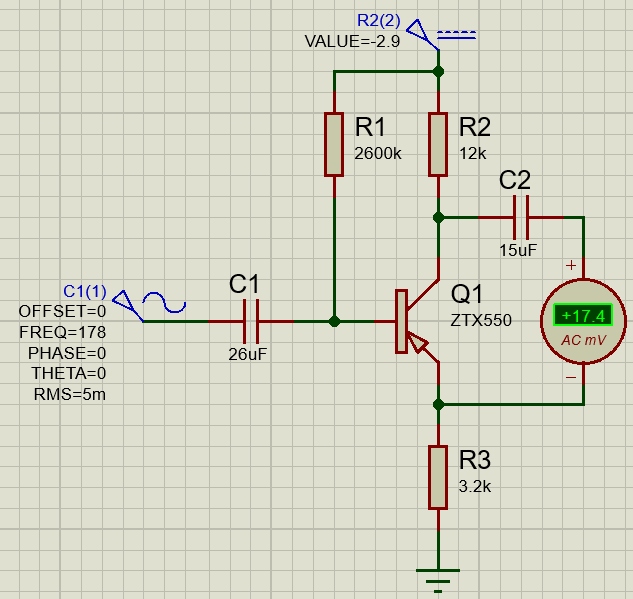 R2(2)
VALUE=-2.9
R1
2600k
R2
12k
C2
15uF
+
+17.4
AC mV
−
C1(1)
OFFSET=0
FREQ=178
PHASE=0
THETA=0
RMS=5m
C1
26uF
Q1
ZTX550
R3
3.2k